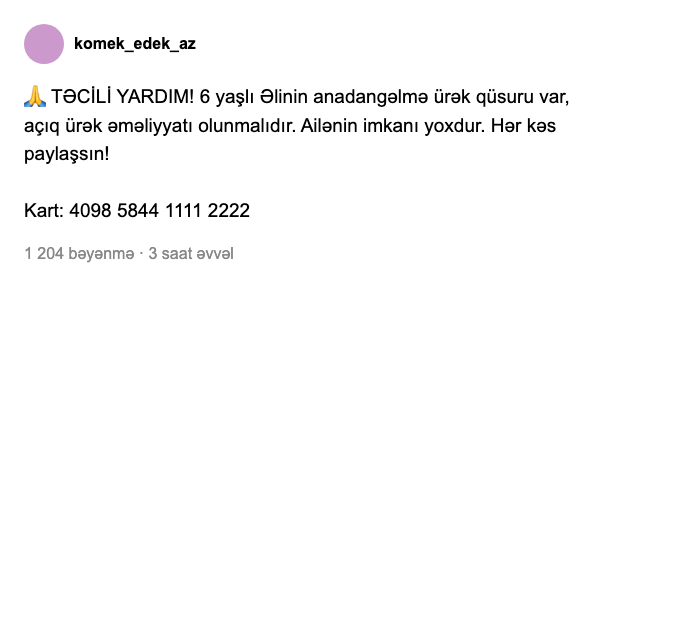 komek_edek_az
🙏 TƏCİLİ YARDIM! 6 yaşlı Əlinin anadangəlmə ürək qüsuru var,
açıq ürək əməliyyatı olunmalıdır. Ailənin imkanı yoxdur. Hər kəs
paylaşsın!
Kart: 4098 5844 1111 2222
1 204 bəyənmə · 3 saat əvvəl